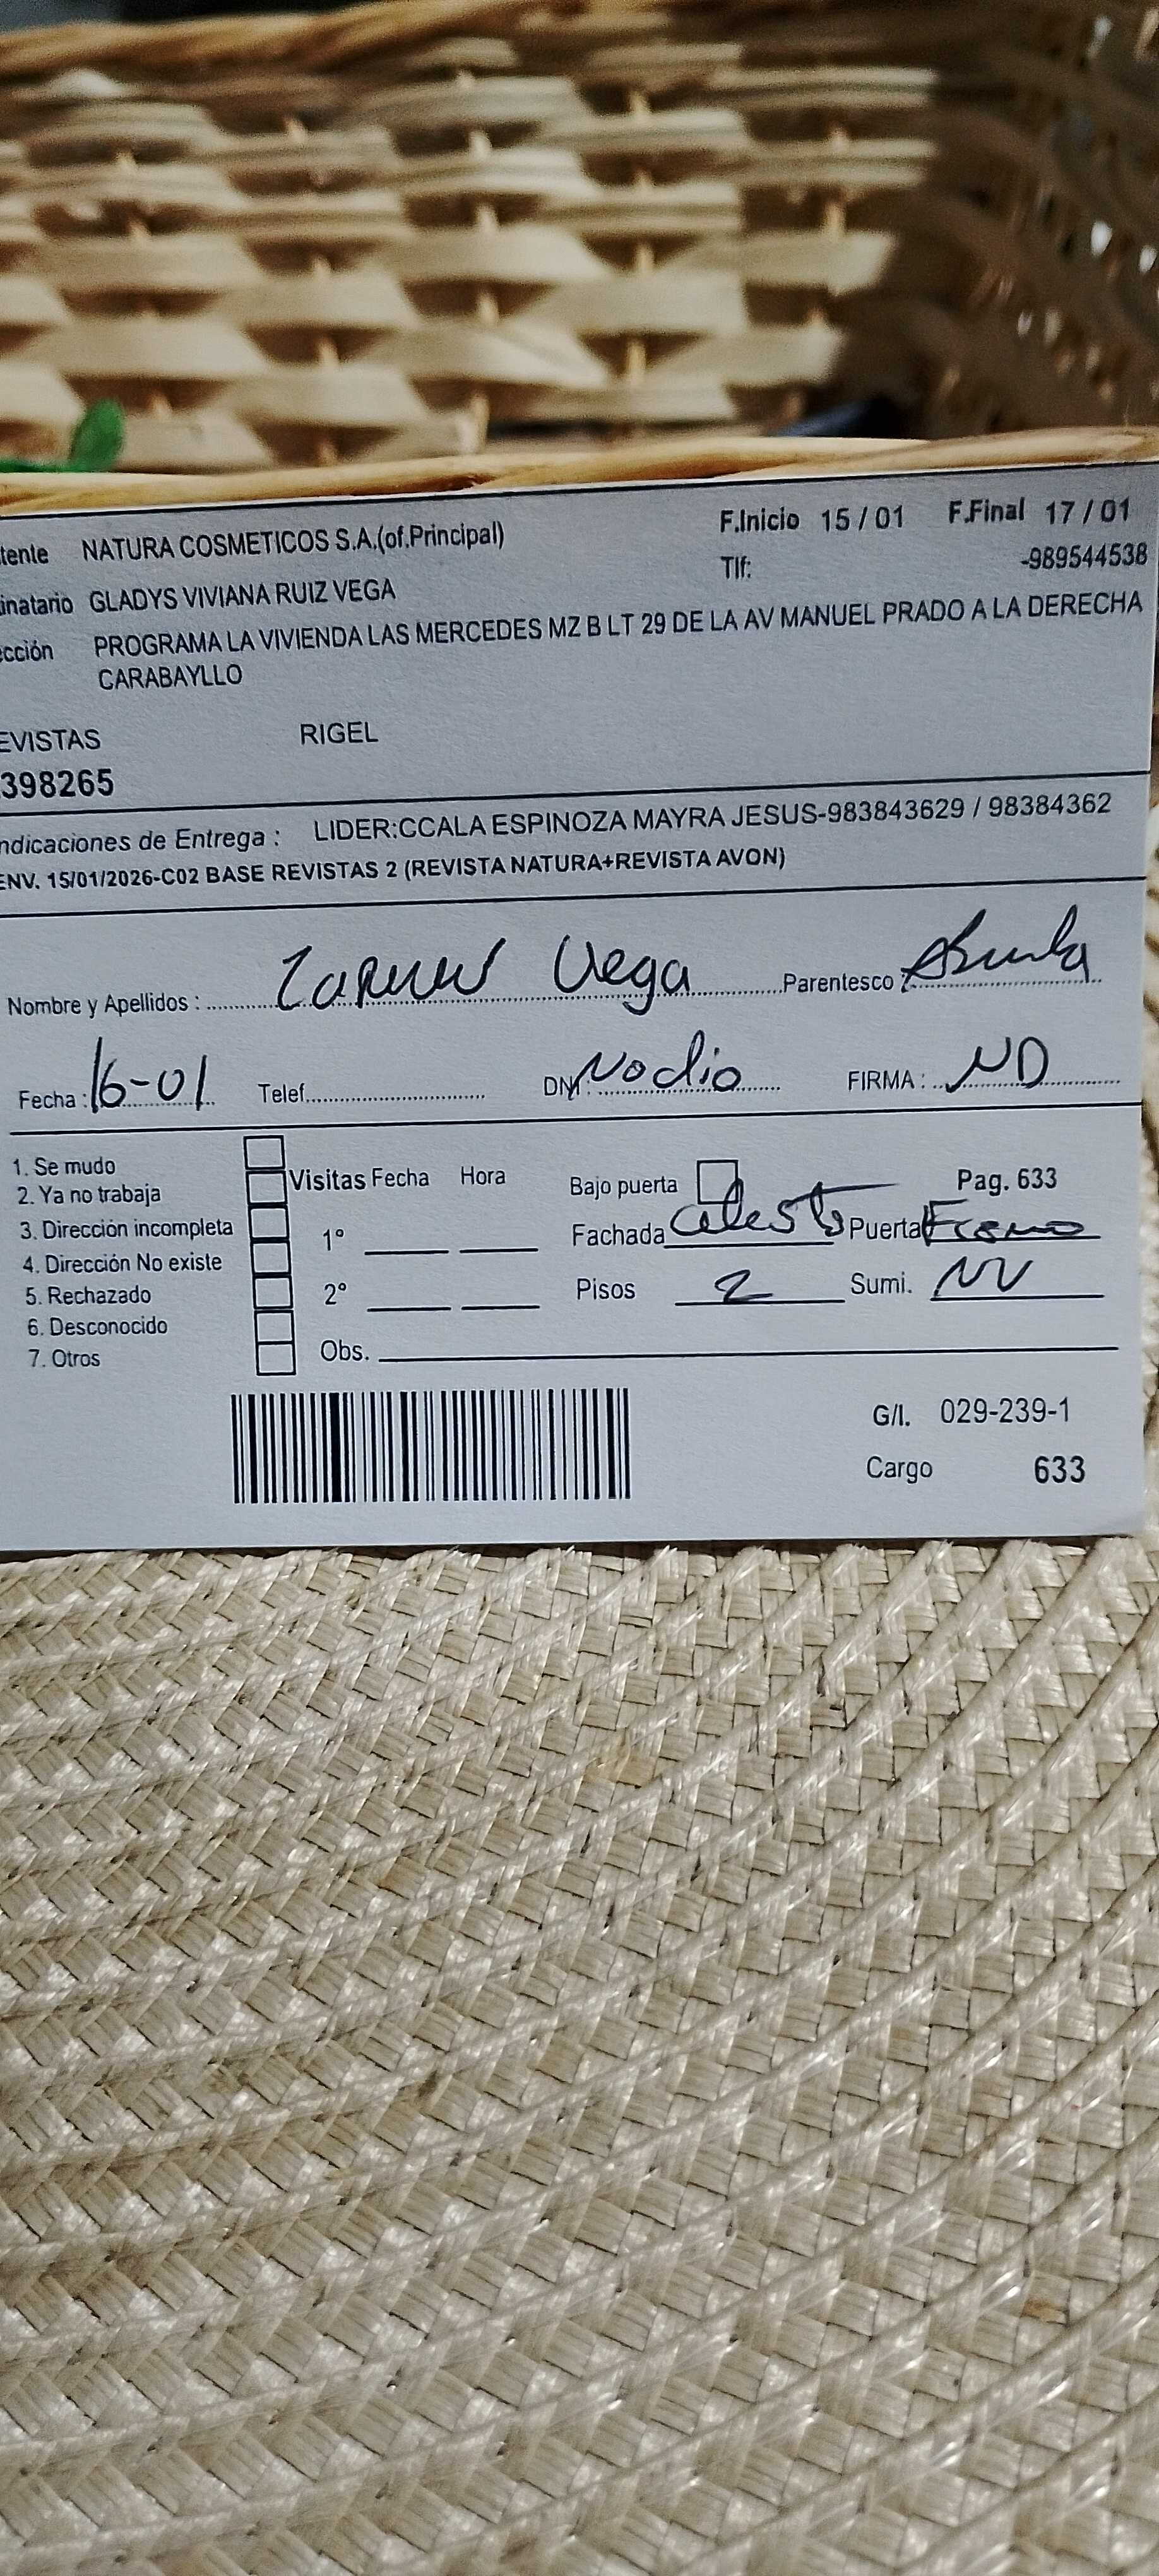 tente NATURA COSMETICOS S.A.(of.Principal) F.Inicio 15 / 01 F.Final 17 / 01
Tlf: -989544538
inatario GLADYS VIVIANA RUIZ VEGA
cción PROGRAMA LA VIVIENDA LAS MERCEDES MZ B LT 29 DE LA AV MANUEL PRADO A LA DERECHA
CARABAYLLO
EVISTAS RIGEL
398265
ndicaciones de Entrega : LIDER:CCALA ESPINOZA MAYRA JESUS-983843629 / 98384362
ENV. 15/01/2026-C02 BASE REVISTAS 2 (REVISTA NATURA+REVISTA AVON)
Nombre y Apellidos : Vega Parentesco :
Fecha : 16-01 Telef. DNI: No dio FIRMA : ND
1. Se mudo
2. Ya no trabaja Visitas Fecha Hora Bajo puerta Pag. 633
3. Dirección incompleta 1° Fachada Celeste Puerta
4. Dirección No existe
5. Rechazado 2° Pisos 2 Sumi. NV
6. Desconocido
7. Otros Obs.
G/I. 029-239-1
Cargo 633